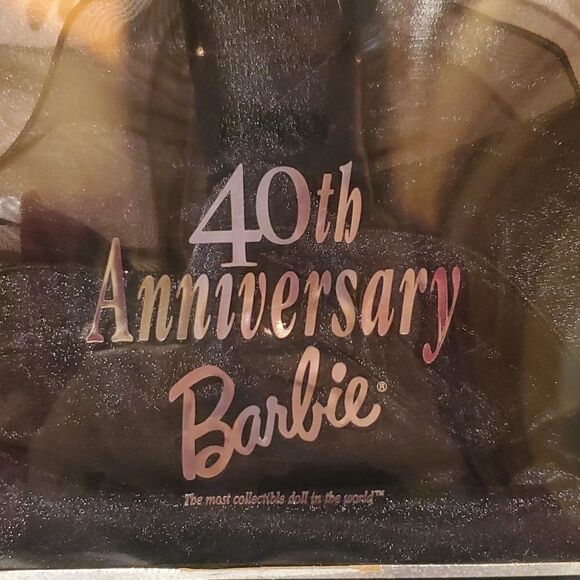 40th
Anniversary
Barbie®
The most collectible doll in the world™